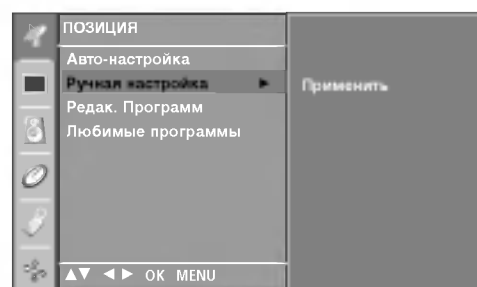 ПОЗИЦИЯ
Авто-настройка
Ручная настройка ►
Редак. Программ
Любимые программы
Применить
▲▼ ◄► OK MENU